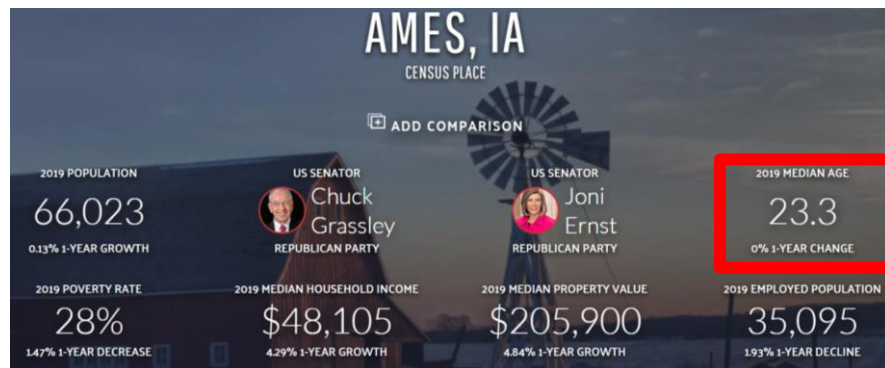 AMES, IA
CENSUS PLACE
ADD COMPARISON
2019 POPULATION
66,023
0.13% 1-YEAR GROWTH
US SENATOR
Chuck
Grassley
REPUBLICAN PARTY
US SENATOR
Joni
Ernst
REPUBLICAN PARTY
2019 MEDIAN AGE
23.3
0% 1-YEAR CHANGE
2019 POVERTY RATE
28%
1.47% 1-YEAR DECREASE
2019 MEDIAN HOUSEHOLD INCOME
$48,105
4.29% 1-YEAR GROWTH
2019 MEDIAN PROPERTY VALUE
$205,900
4.84% 1-YEAR GROWTH
2019 EMPLOYED POPULATION
35,095
1.93% 1-YEAR DECLINE